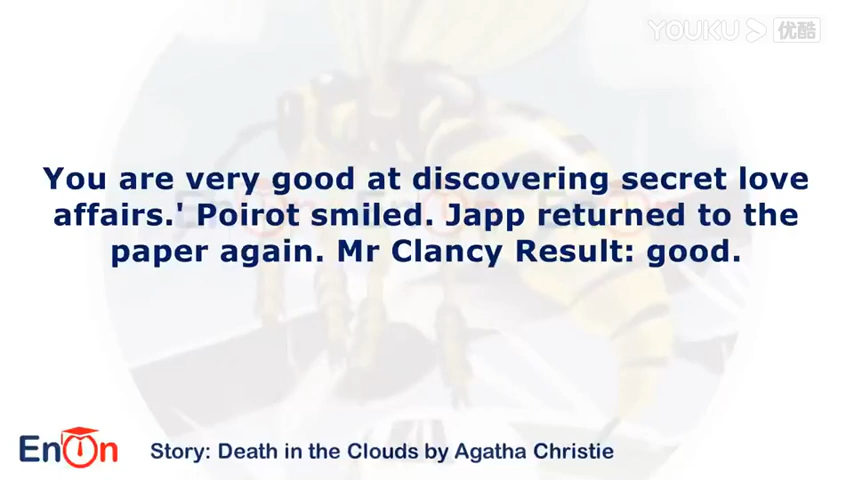 YOUKU 优酷
You are very good at discovering secret love
affairs.' Poirot smiled. Japp returned to the
paper again. Mr Clancy Result: good.
EnOn
Story: Death in the Clouds by Agatha Christie